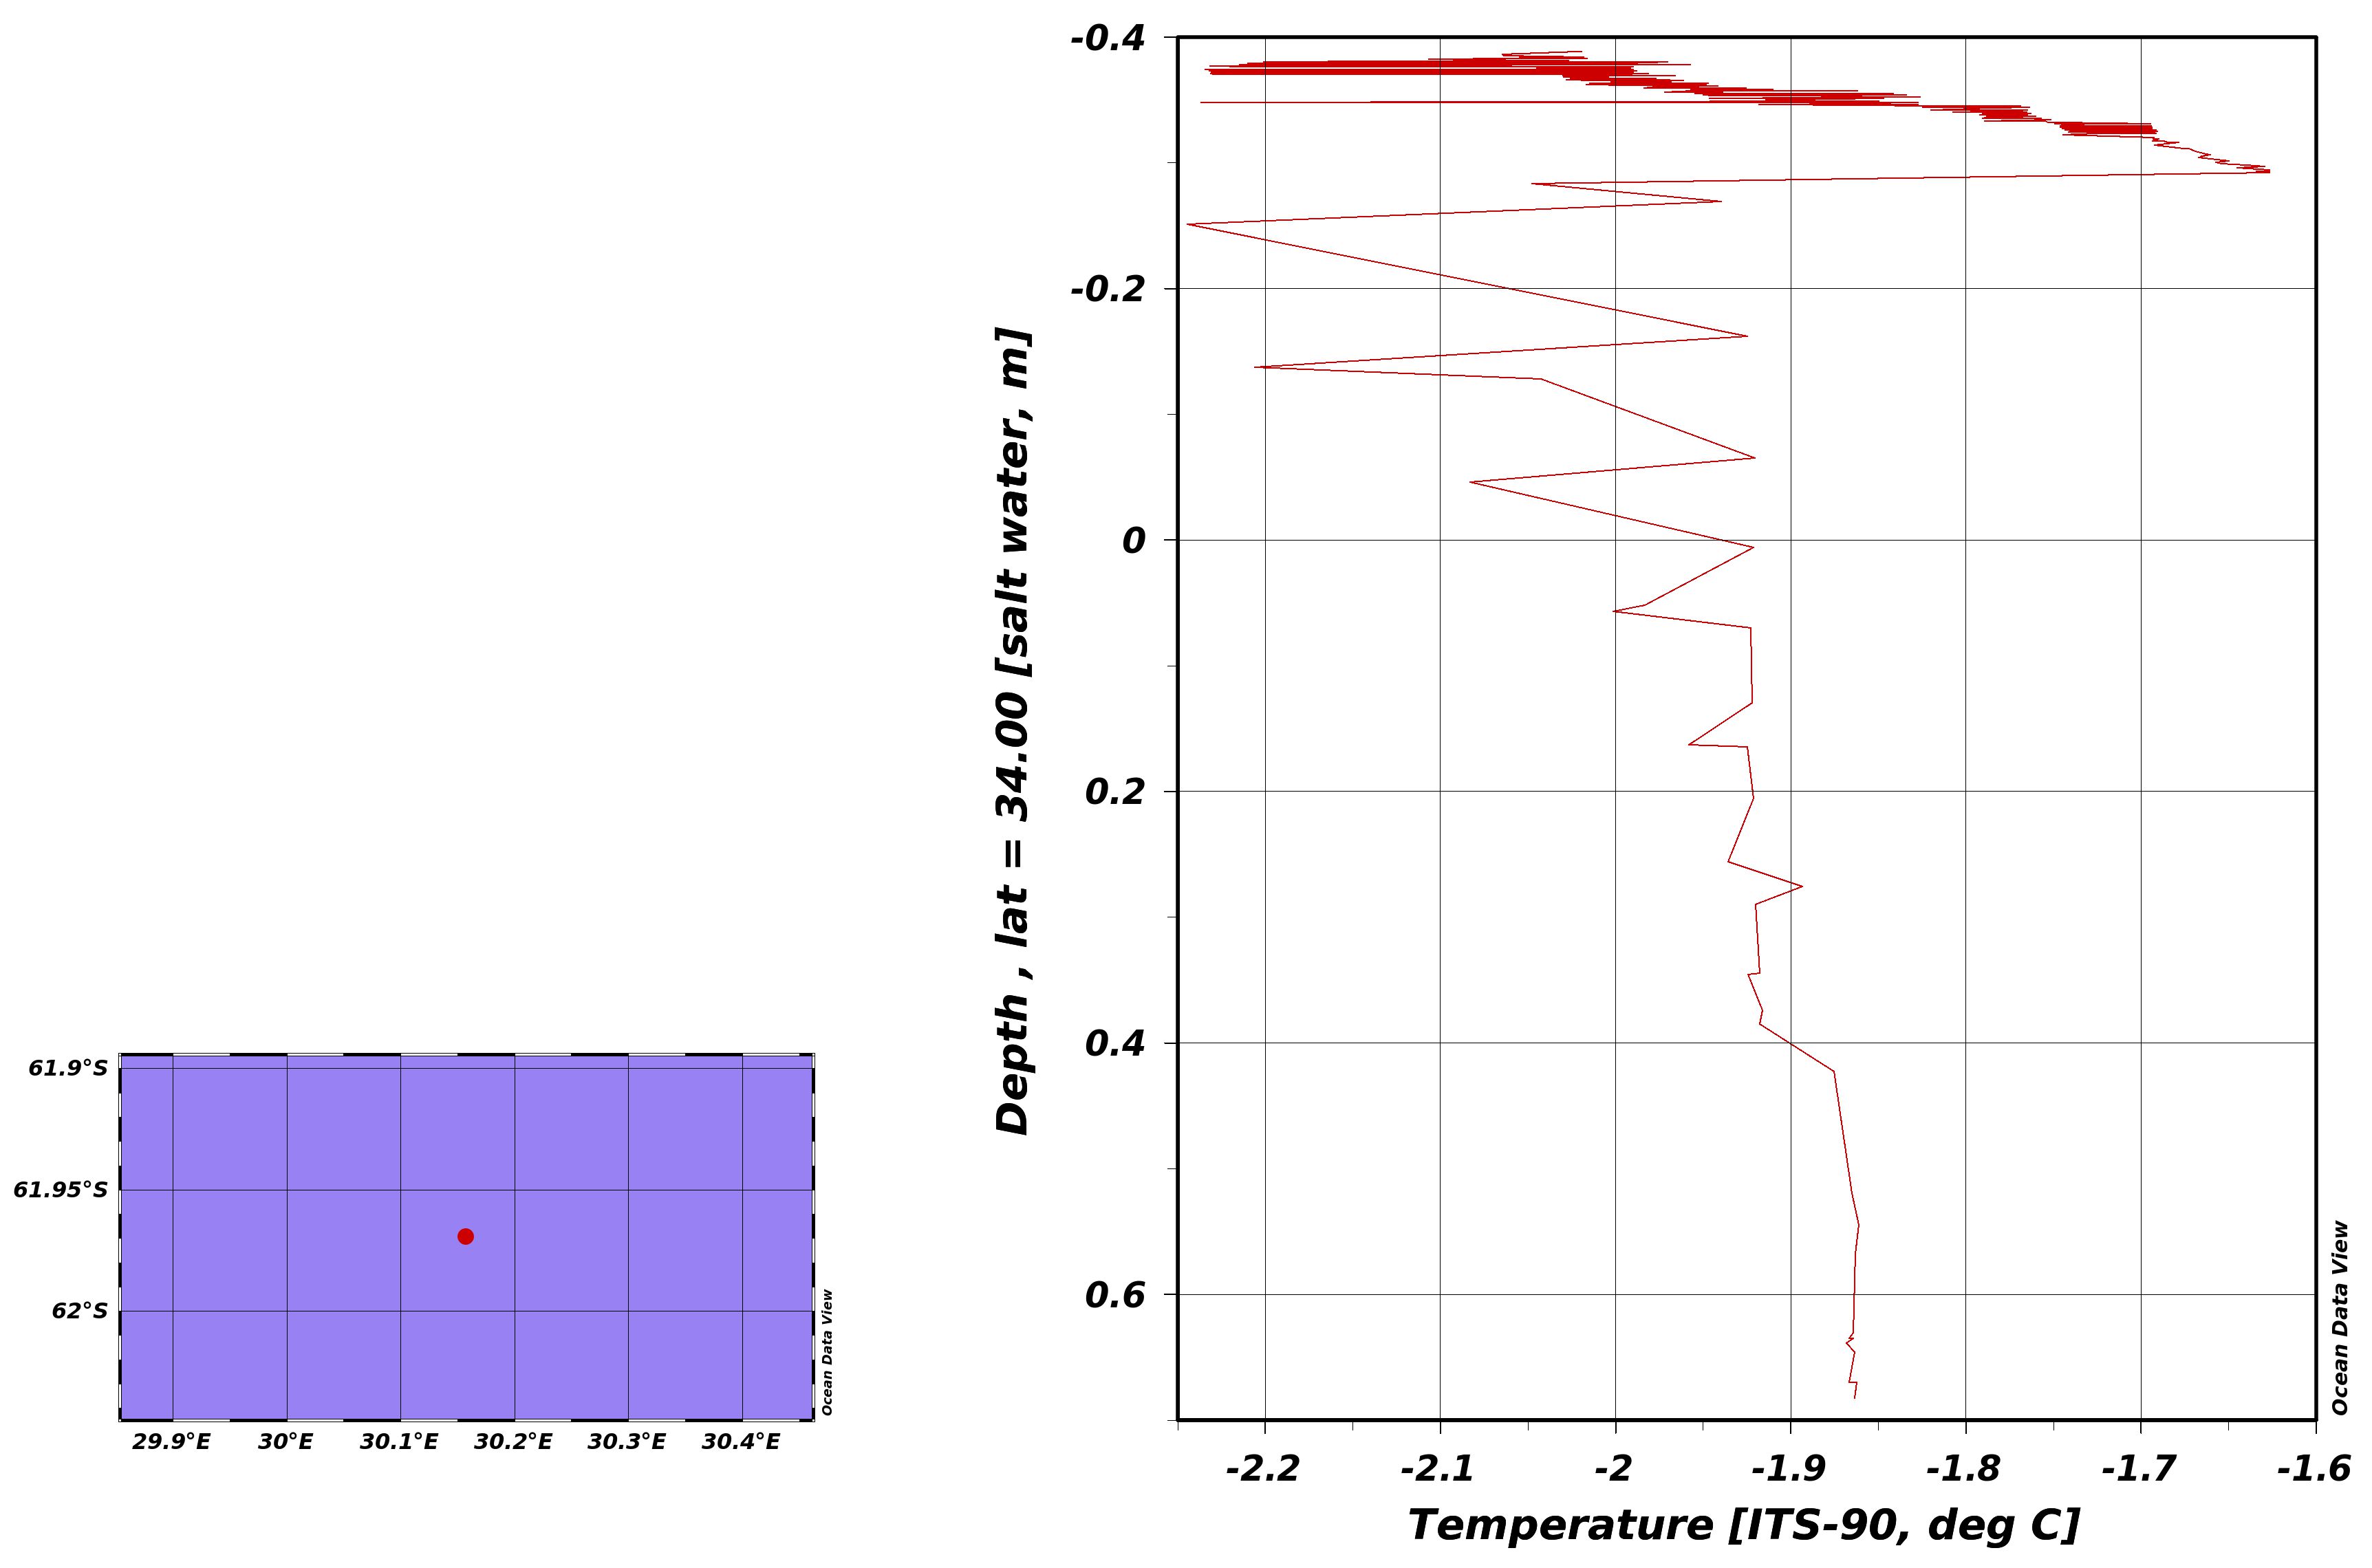 61.9°S
61.95°S
62°S
29.9°E 30°E 30.1°E 30.2°E 30.3°E 30.4°E
Ocean Data View
Depth , lat = 34.00 [salt water, m]
-0.4
-0.2
0
0.2
0.4
0.6
-2.2 -2.1 -2 -1.9 -1.8 -1.7 -1.6
Temperature [ITS-90, deg C]
Ocean Data View